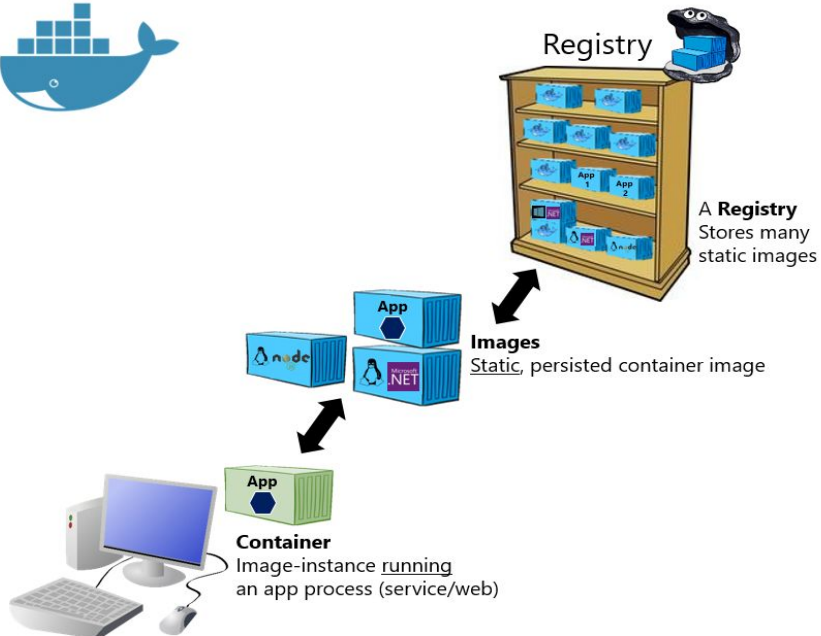 Registry
App
1
App
2
.NET
.NET
node
A Registry
Stores many
static images
App
Images
Static, persisted container image
node
Microsoft
.NET
App
Container
Image-instance running
an app process (service/web)